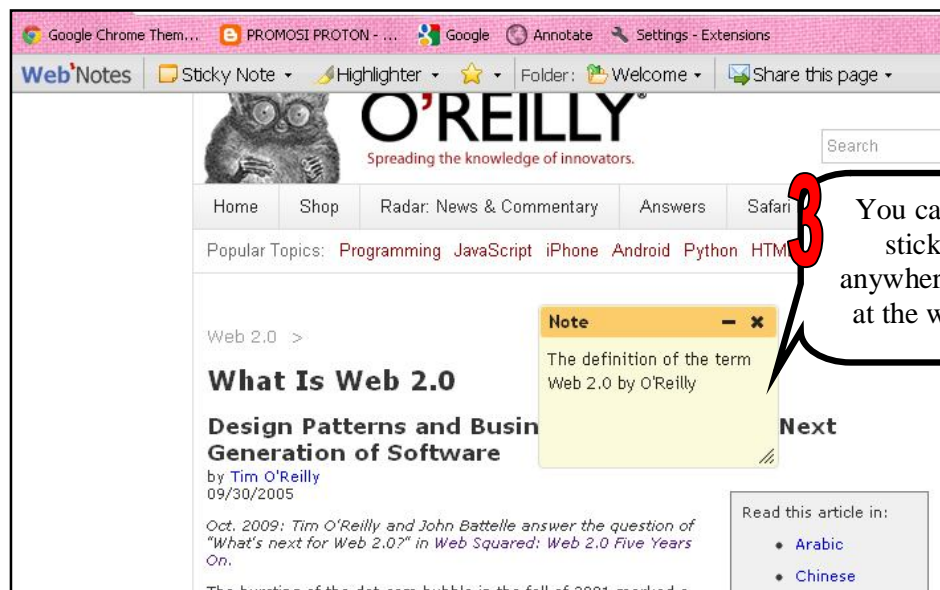 Google Chrome Them... PROMOSI PROTON - ... Google Annotate Settings - Extensions
Web'Notes Sticky Note Highlighter Folder: Welcome Share this page
O'REILLY®
Spreading the knowledge of innovators.
Search
Home Shop Radar: News & Commentary Answers Safari
Popular Topics: Programming JavaScript iPhone Android Python
3
You
at the
Web 2.0 >
Note
The definition of the term
Web 2.0 by O'Reilly
What Is Web 2.0
Design Patterns and Next
Generation of Software
by Tim O'Reilly
09/30/2005
Oct. 2009: Tim O'Reilly and John Battelle answer the question of
"What's next for Web 2.0?" in Web Squared: Web 2.0 Five Years
On.
Read this article in:
Arabic
Chinese